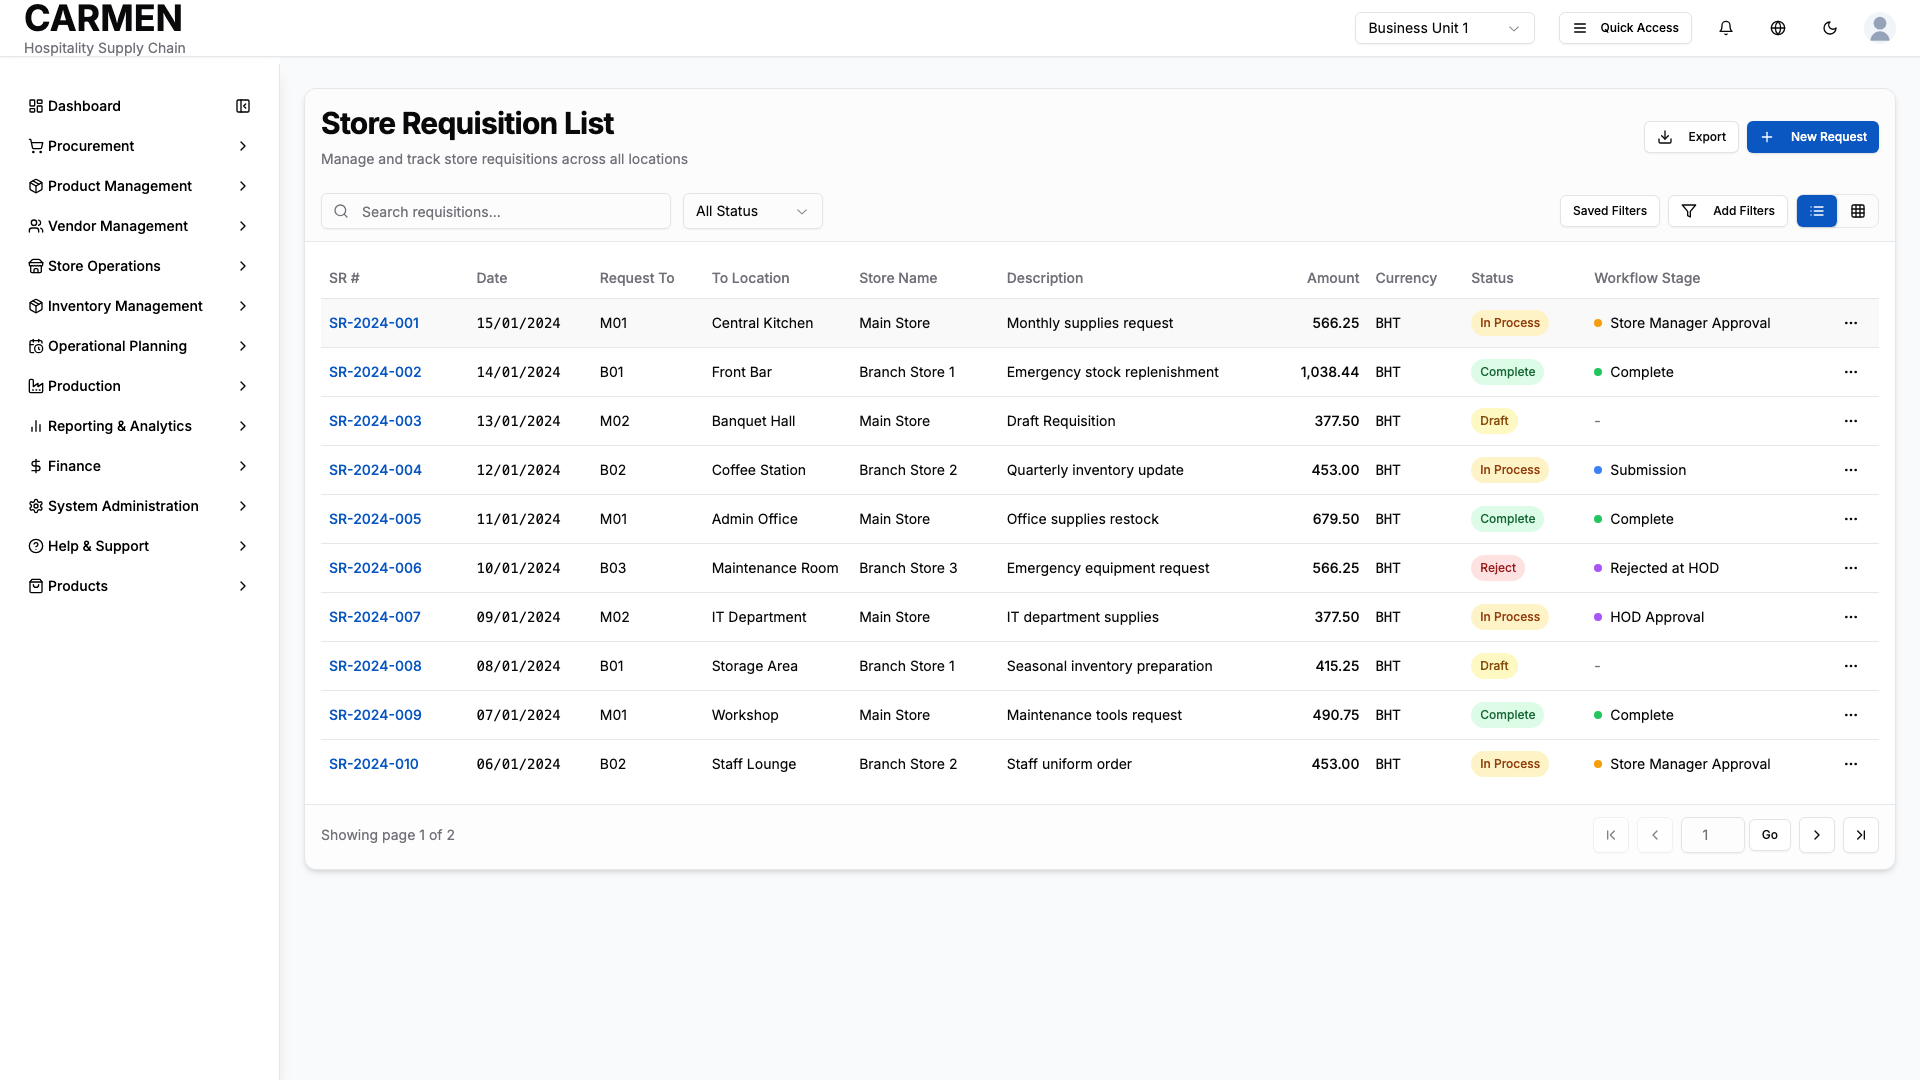 CARMEN
Hospitality Supply Chain
Business Unit 1
Quick Access
Dashboard
Procurement
Product Management
Vendor Management
Store Operations
Inventory Management
Operational Planning
Production
Reporting & Analytics
Finance
System Administration
Help & Support
Products
Store Requisition List
Manage and track store requisitions across all locations
Export
New Request
Search requisitions...
All Status
Saved Filters
Add Filters
SR # Date Request To To Location Store Name Description Amount Currency Status Workflow Stage
SR-2024-001 15/01/2024 M01 Central Kitchen Main Store Monthly supplies request 566.25 BHT In Process Store Manager Approval
SR-2024-002 14/01/2024 B01 Front Bar Branch Store 1 Emergency stock replenishment 1,038.44 BHT Complete Complete
SR-2024-003 13/01/2024 M02 Banquet Hall Main Store Draft Requisition 377.50 BHT Draft -
SR-2024-004 12/01/2024 B02 Coffee Station Branch Store 2 Quarterly inventory update 453.00 BHT In Process Submission
SR-2024-005 11/01/2024 M01 Admin Office Main Store Office supplies restock 679.50 BHT Complete Complete
SR-2024-006 10/01/2024 B03 Maintenance Room Branch Store 3 Emergency equipment request 566.25 BHT Reject Rejected at HOD
SR-2024-007 09/01/2024 M02 IT Department Main Store IT department supplies 377.50 BHT In Process HOD Approval
SR-2024-008 08/01/2024 B01 Storage Area Branch Store 1 Seasonal inventory preparation 415.25 BHT Draft -
SR-2024-009 07/01/2024 M01 Workshop Main Store Maintenance tools request 490.75 BHT Complete Complete
SR-2024-010 06/01/2024 B02 Staff Lounge Branch Store 2 Staff uniform order 453.00 BHT In Process Store Manager Approval
Showing page 1 of 2
1
Go